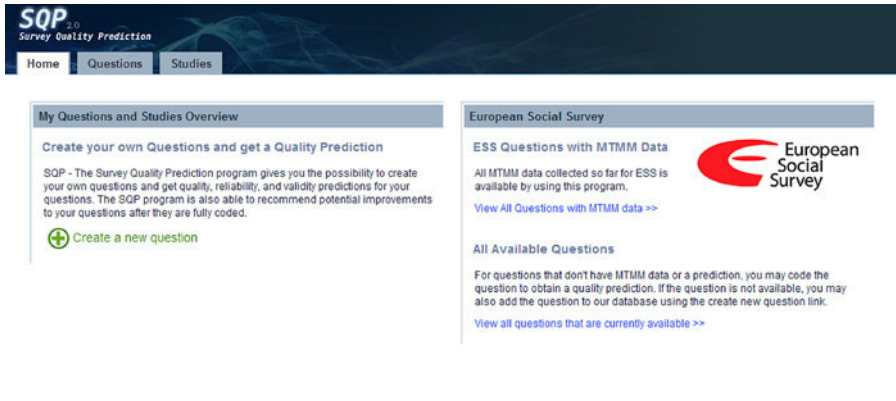 SQP 2.0
Survey Quality Prediction
Home Questions Studies
My Questions and Studies Overview
Create your own Questions and get a Quality Prediction
SQP - The Survey Quality Prediction program gives you the possibility to create
your own questions and get quality, reliability, and validity predictions for your
questions. The SQP program is also able to recommend potential improvements
to your questions after they are fully coded.
Create a new question
European Social Survey
ESS Questions with MTMM Data
All MTMM data collected so far for ESS is
available by using this program.
View All Questions with MTMM data >>
European
Social
Survey
All Available Questions
For questions that don't have MTMM data or a prediction, you may code the
question to obtain a quality prediction. If the question is not available, you may
also add the question to our database using the create new question link.
View all questions that are currently available >>